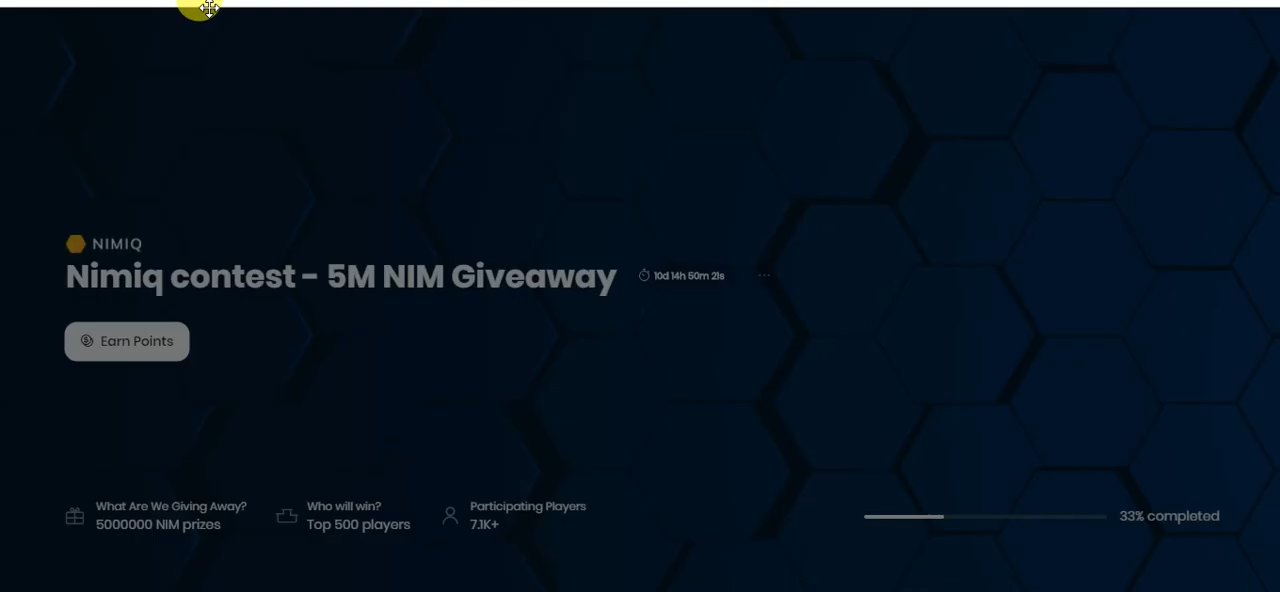 NIMIQ
Nimiq contest - 5M NIM Giveaway
10d 14h 50m 21s
Earn Points
What Are We Giving Away?
5000000 NIM prizes
Who will win?
Top 500 players
Participating Players
7.1K+
33% completed